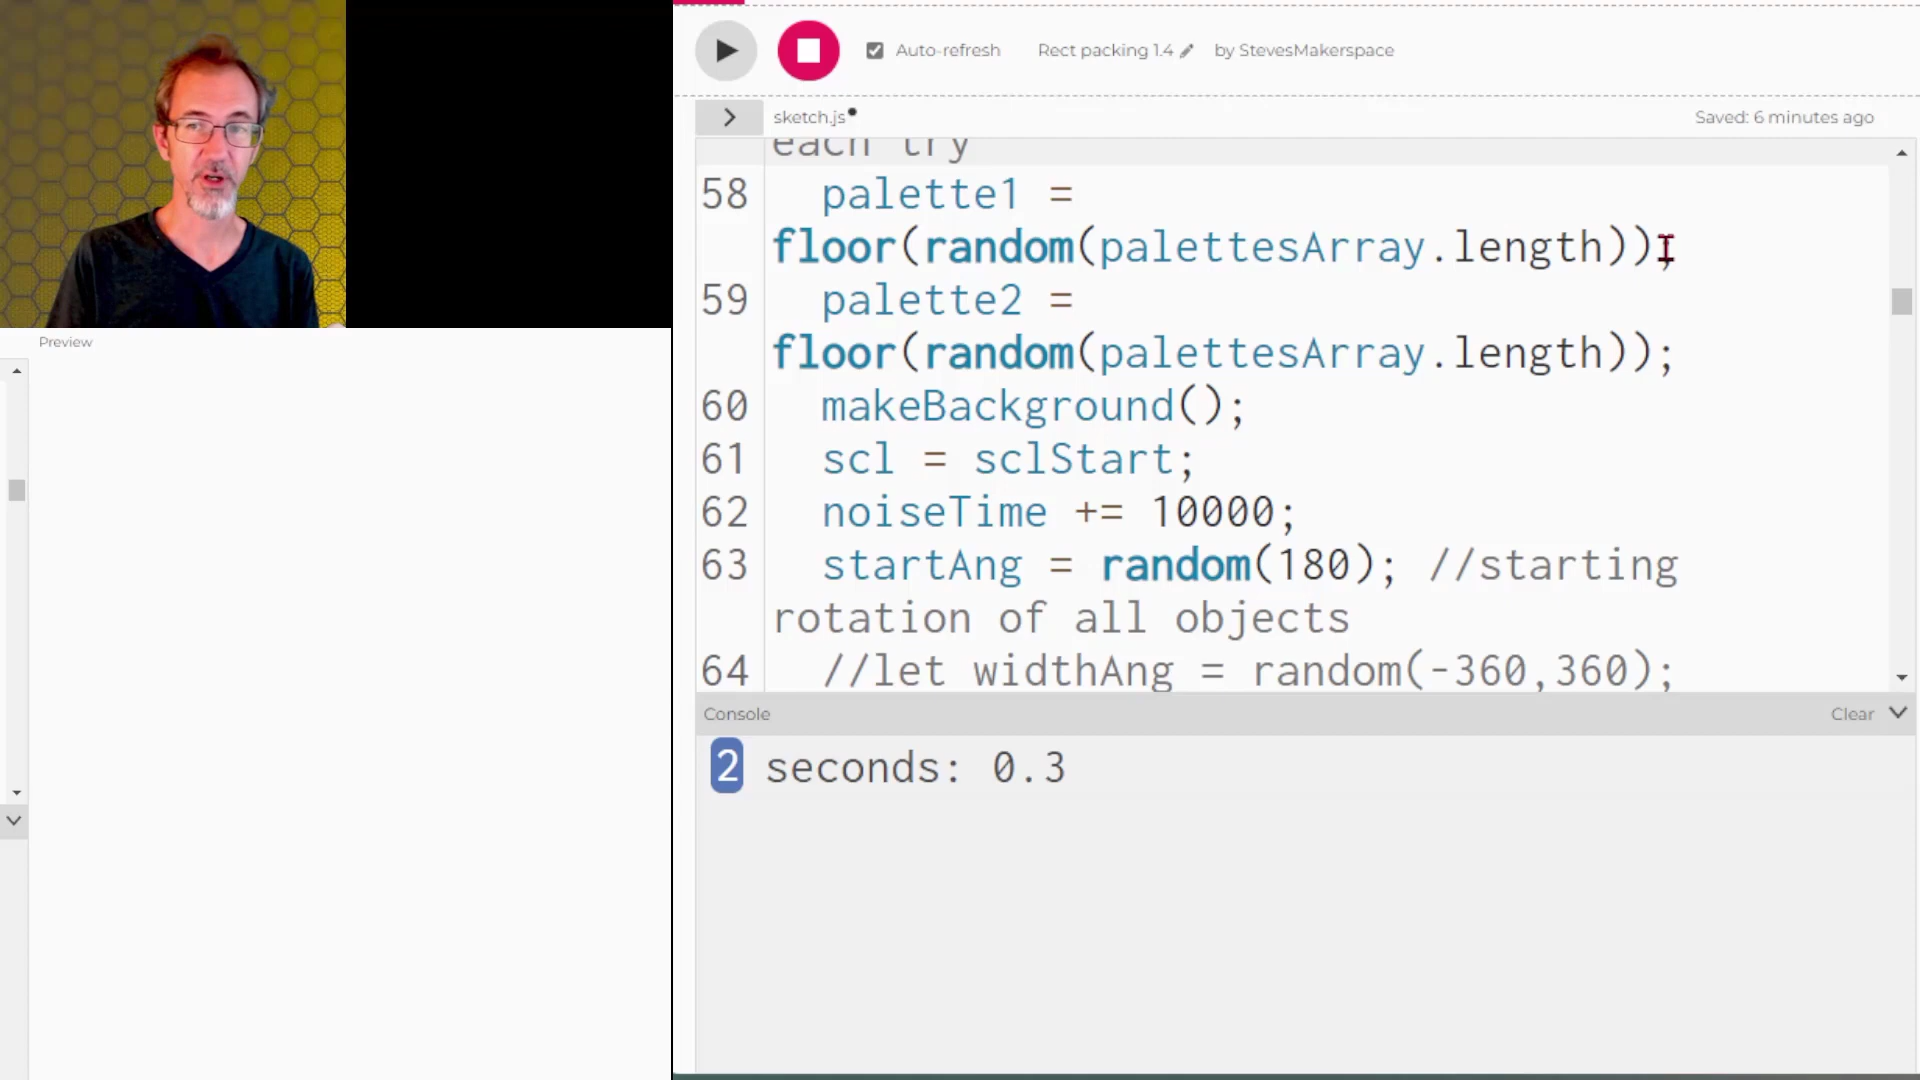 Auto-refresh Rect packing 1.4 by StevesMakerspace
sketch.js Saved: 6 minutes ago
Preview
each try
58 palette1 =
floor(random(palettesArray.length));
59 palette2 =
floor(random(palettesArray.length));
60 makeBackground();
61 scl = sclStart;
62 noiseTime += 10000;
63 startAng = random(180); //starting
rotation of all objects
64 //let widthAng = random(-360,360);
Console Clear
2 seconds: 0.3